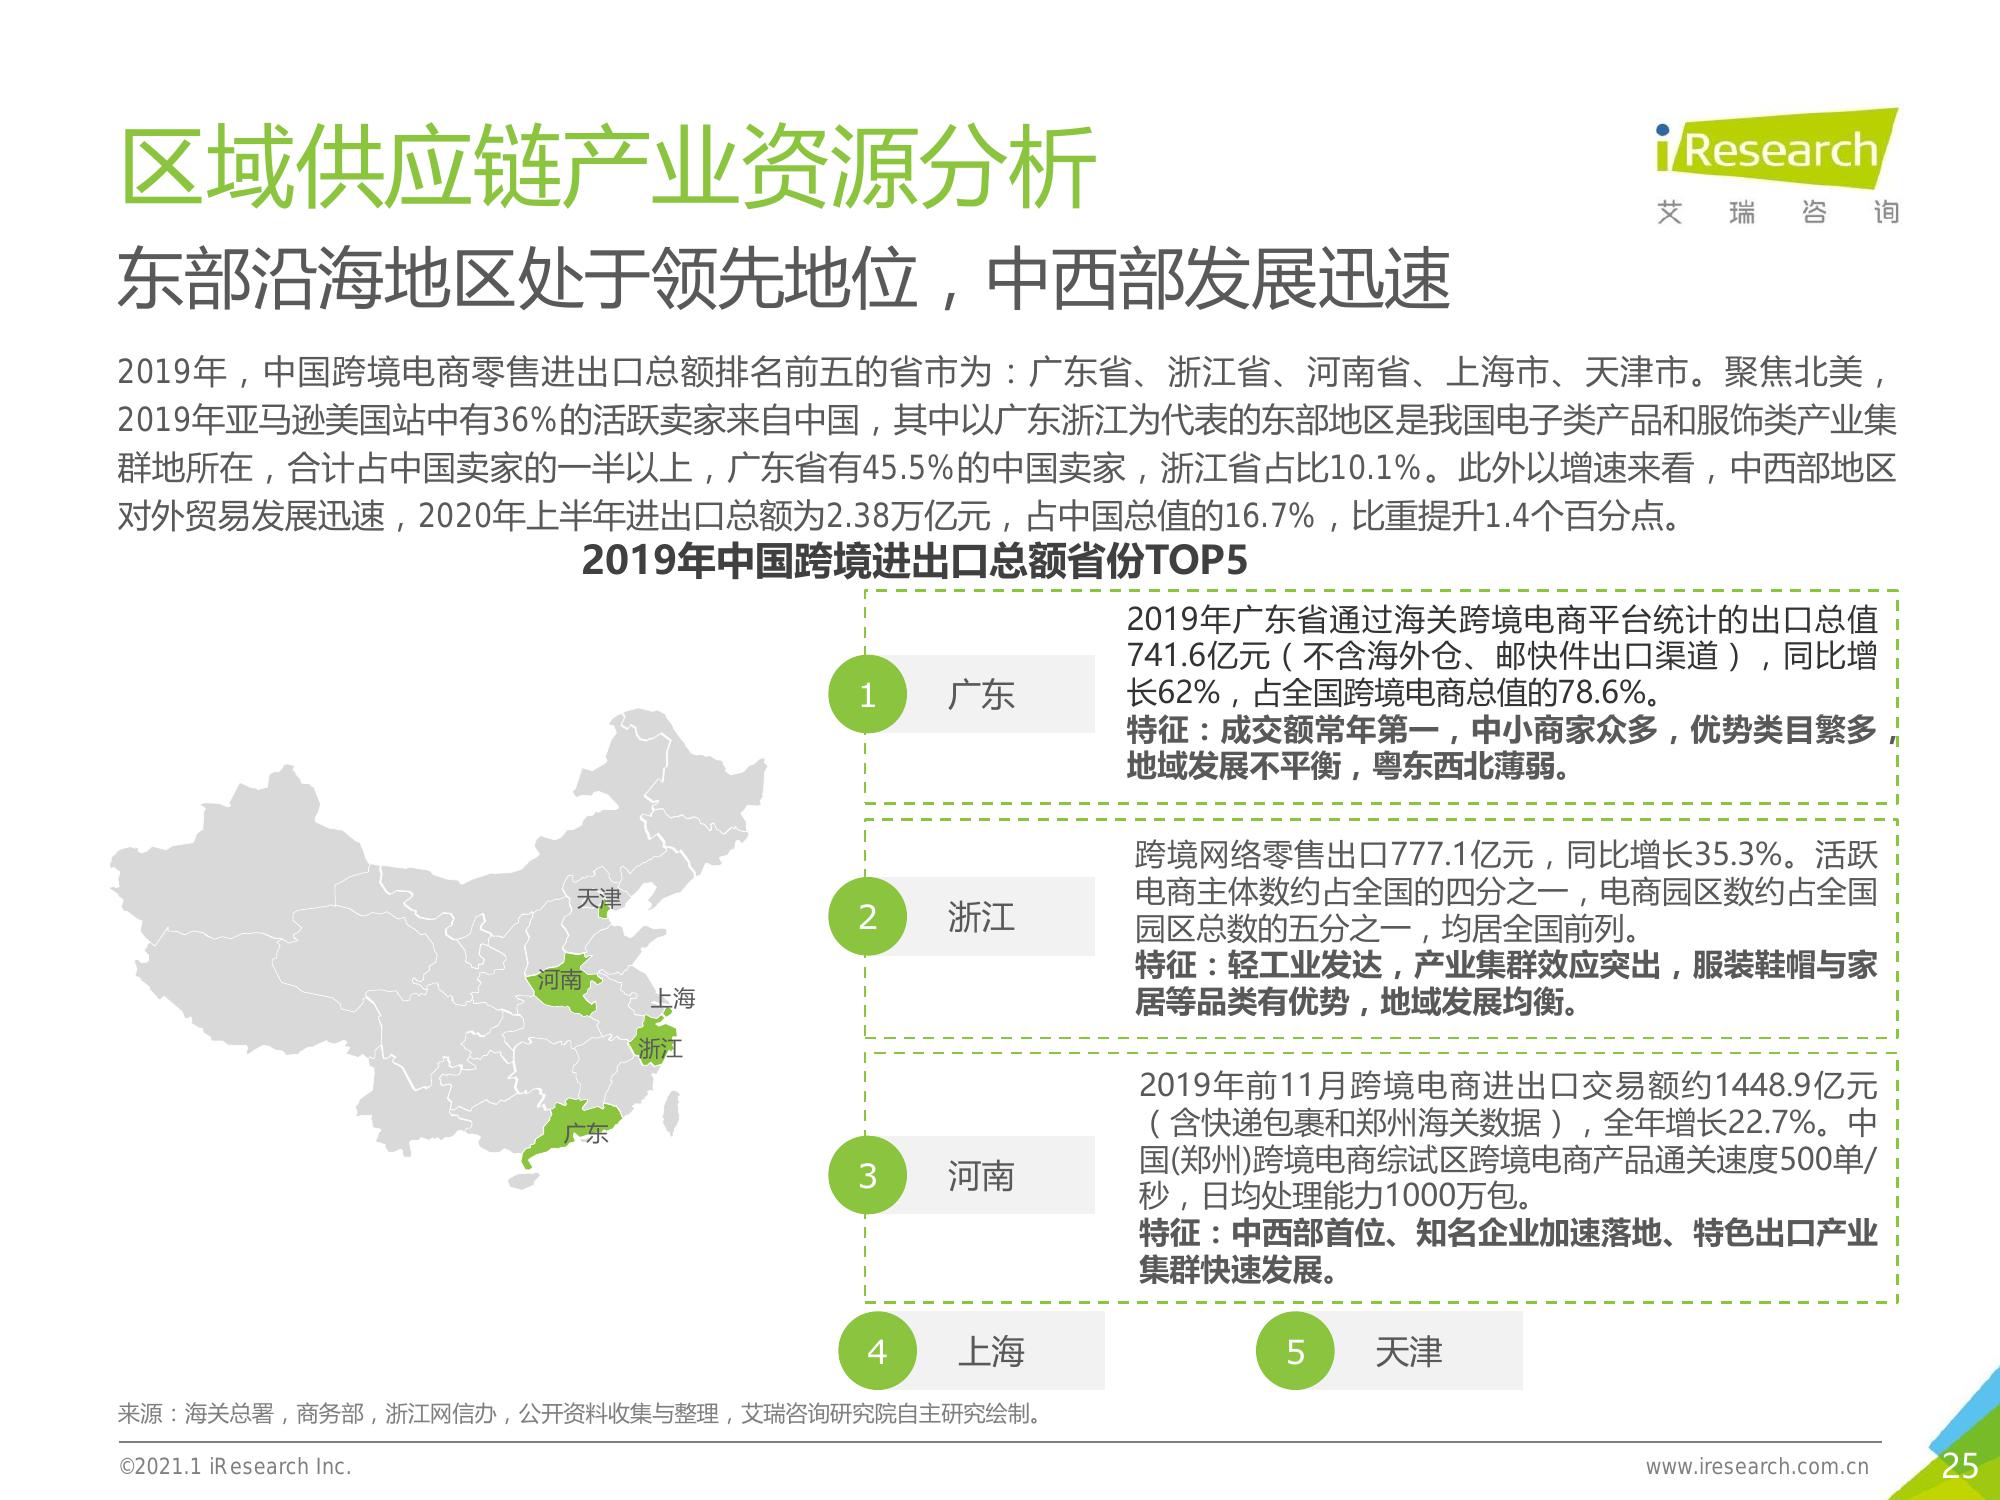 区域供应链产业资源分析
iResearch
艾瑞咨询
东部沿海地区处于领先地位，中西部发展迅速
2019年，中国跨境电商零售进出口总额排名前五的省市为：广东省、浙江省、河南省、上海市、天津市。聚焦北美，
2019年亚马逊美国站中有36%的活跃卖家来自中国，其中以广东浙江为代表的东部地区是我国电子类产品和服饰类产业集
群地所在，合计占中国卖家的一半以上，广东省有45.5%的中国卖家，浙江省占比10.1%。此外以增速来看，中西部地区
对外贸易发展迅速，2020年上半年进出口总额为2.38万亿元，占中国总值的16.7%，比重提升1.4个百分点。
2019年中国跨境进出口总额省份TOP5
天津
河南
上海
浙江
广东
1
广东
2019年广东省通过海关跨境电商平台统计的出口总值
741.6亿元（不含海外仓、邮快件出口渠道），同比增
长62%，占全国跨境电商总值的78.6%。
特征：成交额常年第一，中小商家众多，优势类目繁多，
地域发展不平衡，粤东西北薄弱。
2
浙江
跨境网络零售出口777.1亿元，同比增长35.3%。活跃
电商主体数约占全国的四分之一，电商园区数约占全国
园区总数的五分之一，均居全国前列。
特征：轻工业发达，产业集群效应突出，服装鞋帽与家
居等品类有优势，地域发展均衡。
3
河南
2019年前11月跨境电商进出口交易额约1448.9亿元
（含快递包裹和郑州海关数据），全年增长22.7%。中
国(郑州)跨境电商综试区跨境电商产品通关速度500单/
秒，日均处理能力1000万包。
特征：中西部首位、知名企业加速落地、特色出口产业
集群快速发展。
4
上海
5
天津
来源：海关总署，商务部，浙江网信办，公开资料收集与整理，艾瑞咨询研究院自主研究绘制。
©2021.1 iResearch Inc.
www.iresearch.com.cn
25